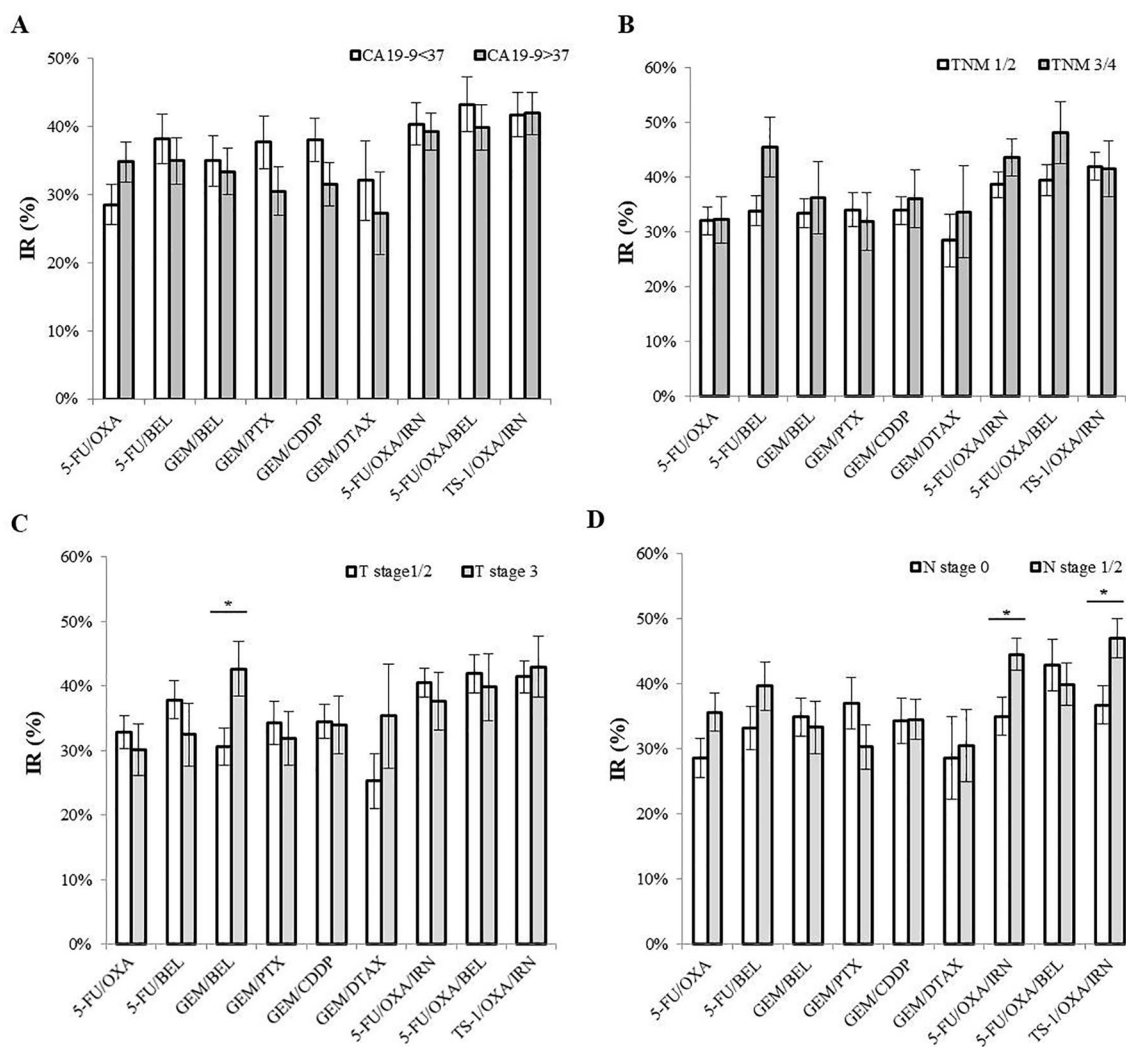 A
CA19-9<37 CA19-9>37
50%
40%
30%
20%
10%
0%
IR (%)
5-FU/OXA
5-FU/BEL
GEM/BEL
GEM/PTX
GEM/CDDP
GEM/DTAX
5-FU/OXA/IRN
5-FU/OXA/BEL
TS-1/OXA/IRN
B
TNM 1/2 TNM 3/4
60%
50%
40%
30%
20%
10%
0%
IR (%)
5-FU/OXA
5-FU/BEL
GEM/BEL
GEM/PTX
GEM/CDDP
GEM/DTAX
5-FU/OXA/IRN
5-FU/OXA/BEL
TS-1/OXA/IRN
C
T stage1/2 T stage 3
*
60%
50%
40%
30%
20%
10%
0%
IR (%)
5-FU/OXA
5-FU/BEL
GEM/BEL
GEM/PTX
GEM/CDDP
GEM/DTAX
5-FU/OXA/IRN
5-FU/OXA/BEL
TS-1/OXA/IRN
D
N stage 0 N stage 1/2
*
*
60%
50%
40%
30%
20%
10%
0%
IR (%)
5-FU/OXA
5-FU/BEL
GEM/BEL
GEM/PTX
GEM/CDDP
GEM/DTAX
5-FU/OXA/IRN
5-FU/OXA/BEL
TS-1/OXA/IRN